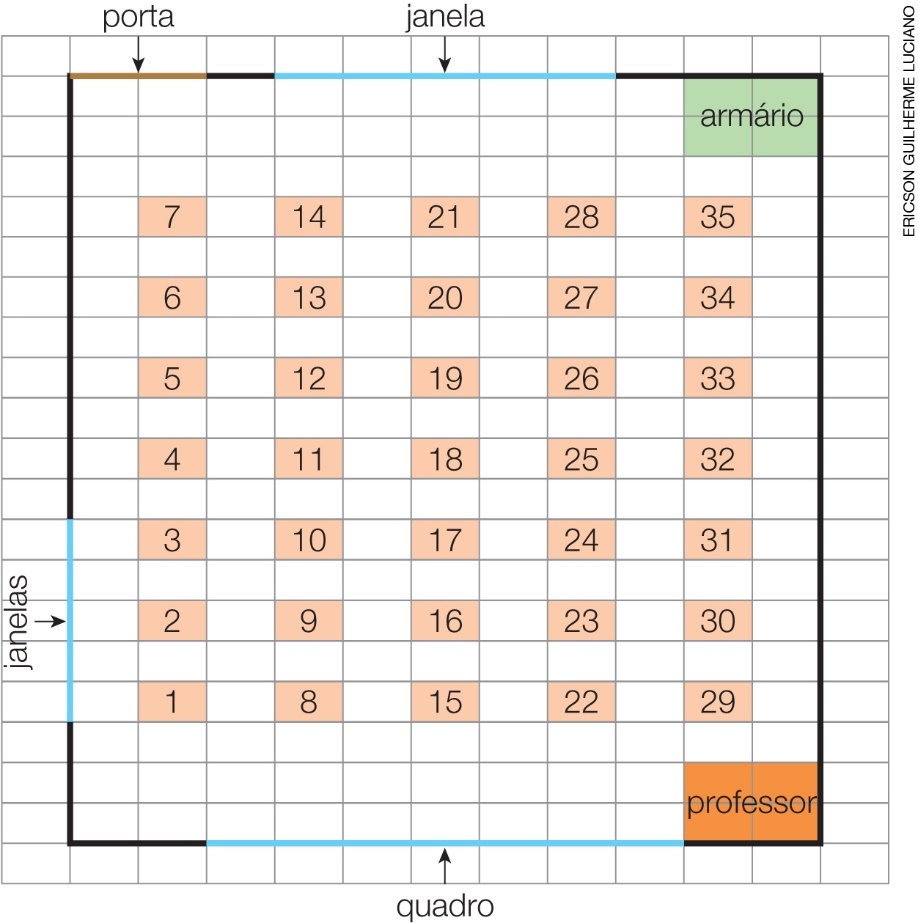 porta
janela
armário
7 14 21 28 35
6 13 20 27 34
5 12 19 26 33
4 11 18 25 32
3 10 17 24 31
janelas
2 9 16 23 30
1 8 15 22 29
professor
quadro
ERICSON GUILHERME LUCIANO